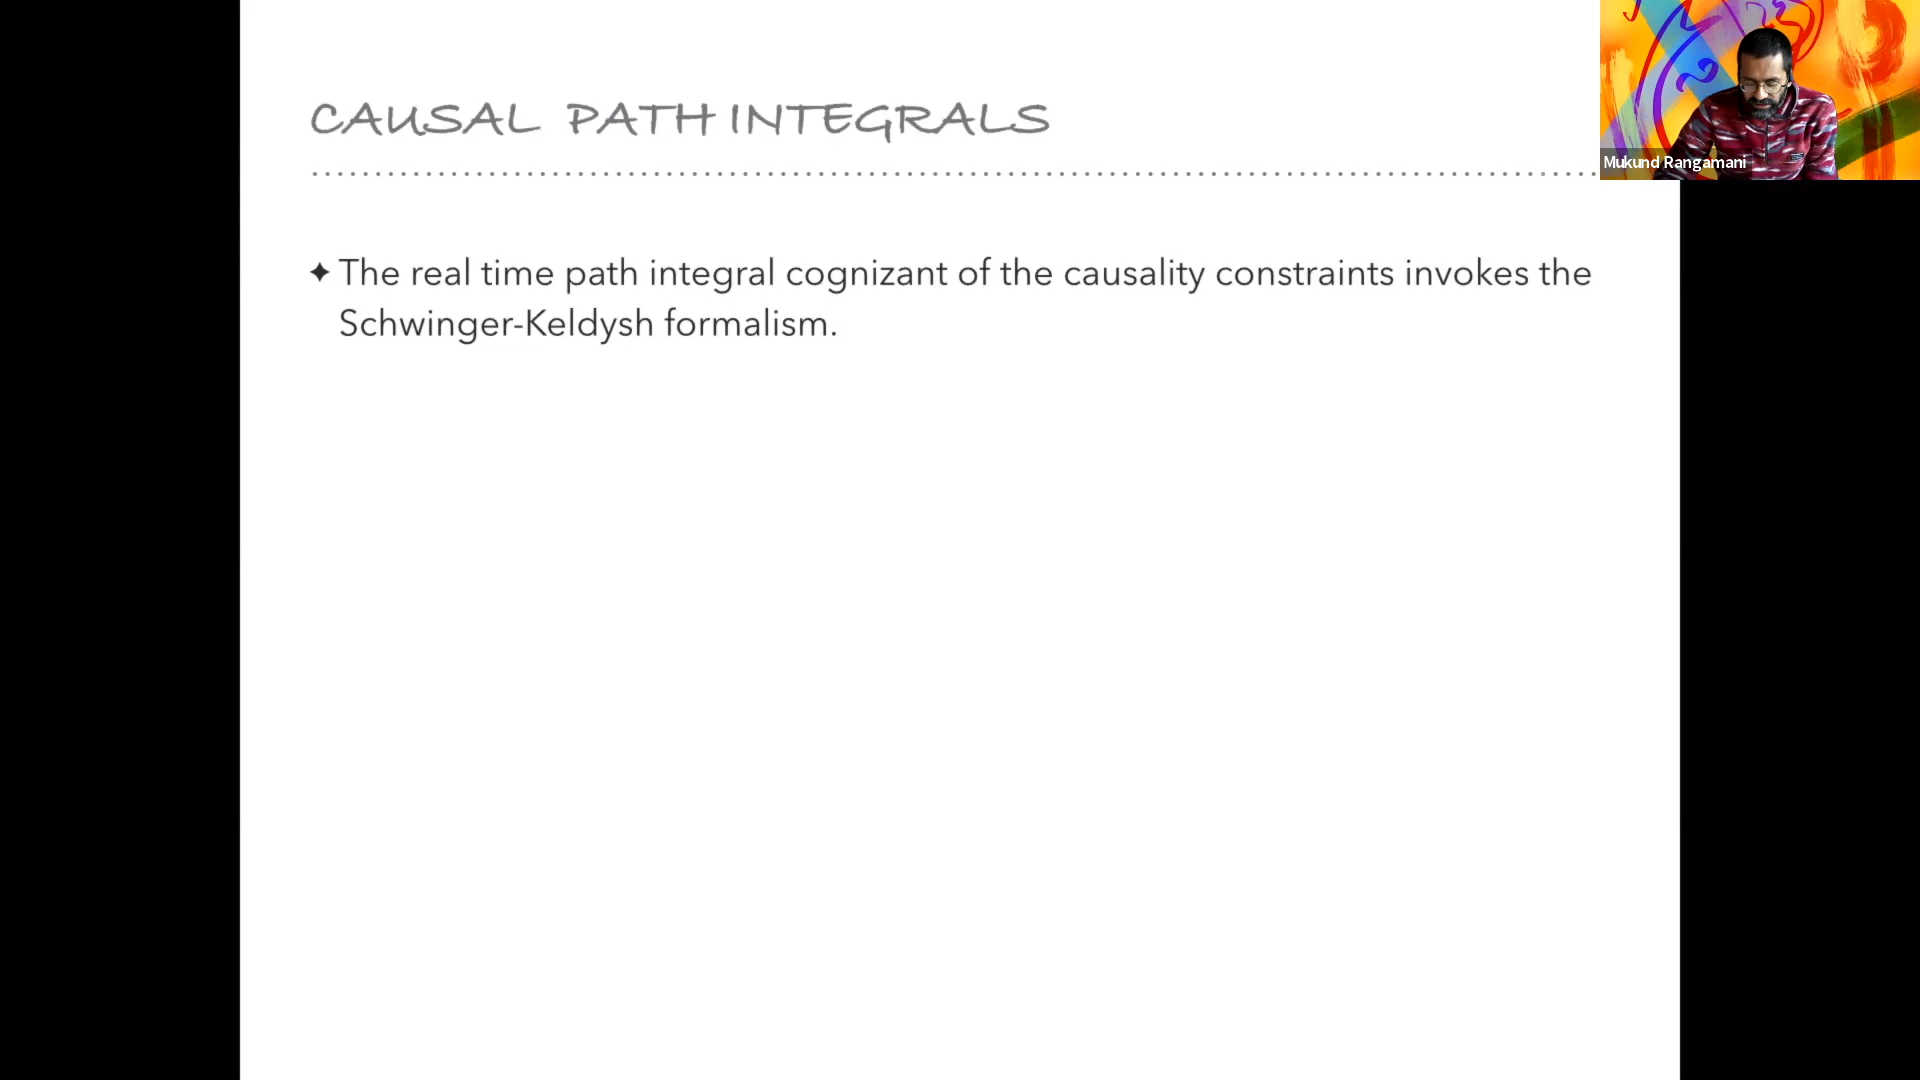 CAUSAL PATH INTEGRALS
Mukund Rangamani
✦ The real time path integral cognizant of the causality constraints invokes the
Schwinger-Keldysh formalism.